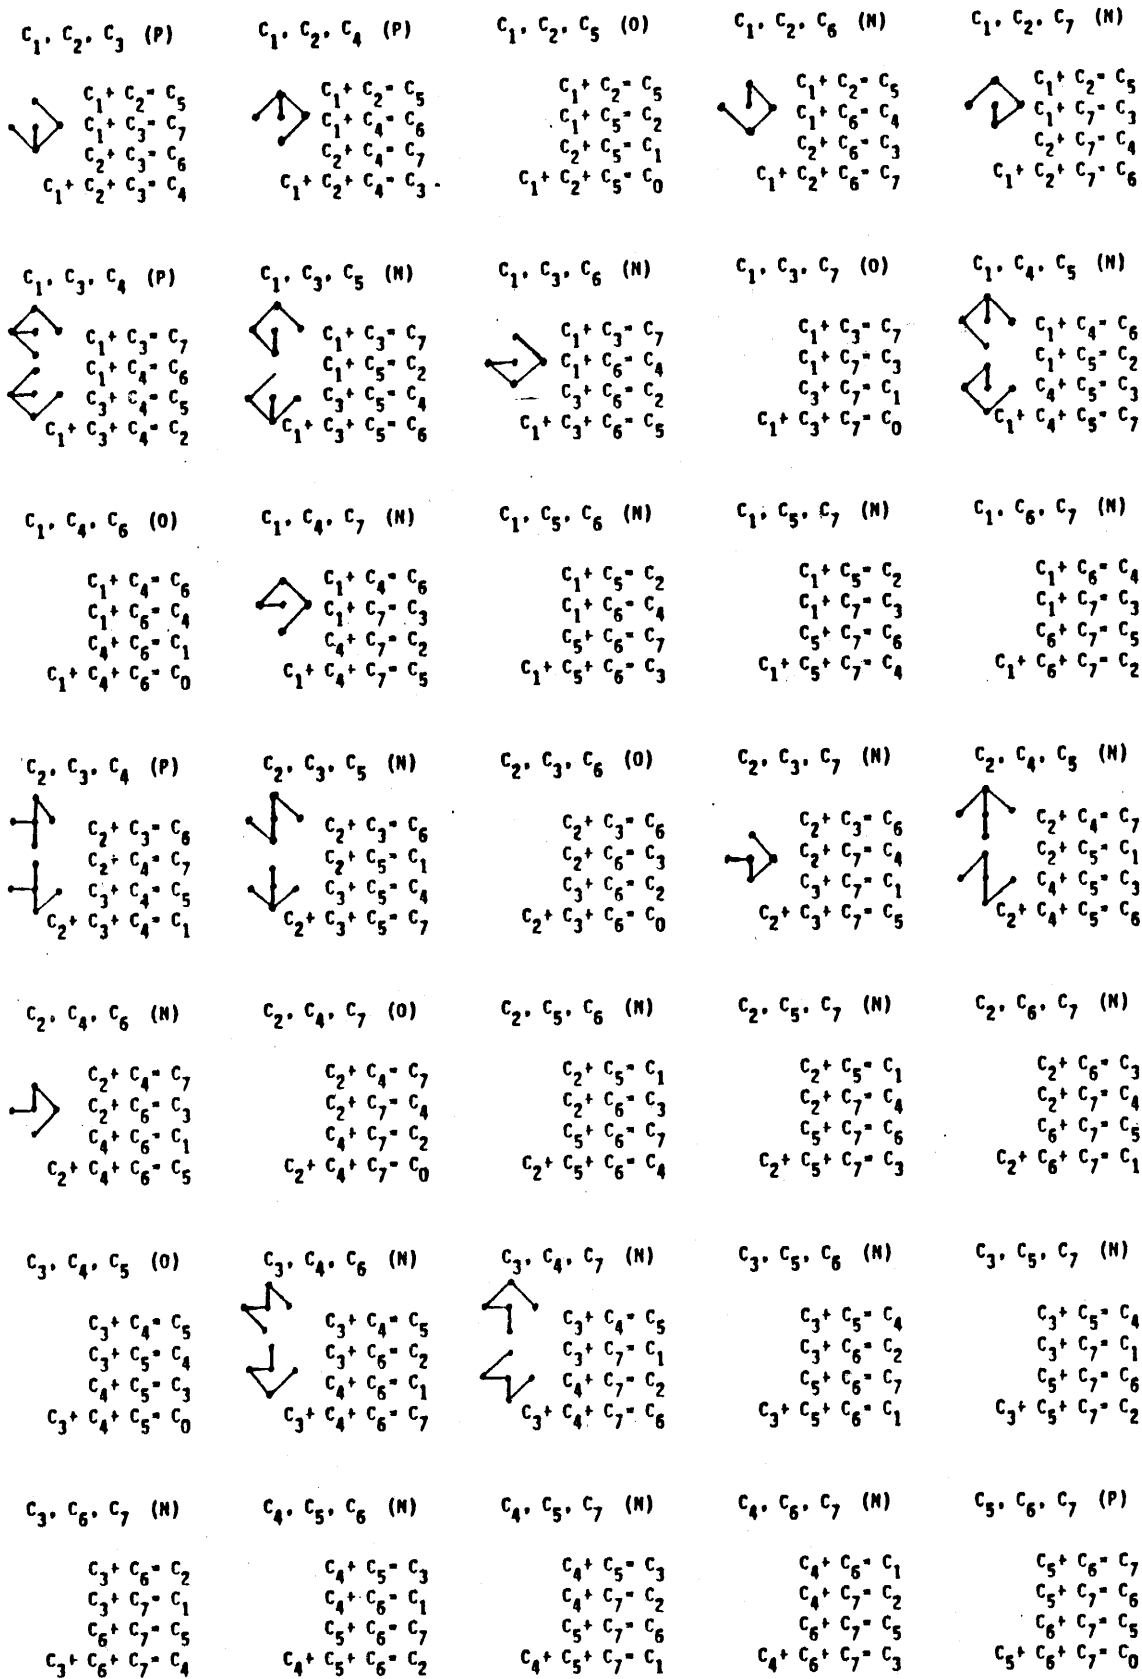 C₁, C₂, C₃ (P)
C₁+ C₂= C₅
C₁+ C₃= C₇
C₂+ C₃= C₆
C₁+ C₂+ C₃= C₄
C₁, C₂, C₄ (P)
C₁+ C₂= C₅
C₁+ C₄= C₆
C₂+ C₄= C₇
C₁+ C₂+ C₄= C₃
C₁, C₂, C₅ (O)
C₁+ C₂= C₅
C₁+ C₅= C₂
C₂+ C₅= C₁
C₁+ C₂+ C₅= C₀
C₁, C₂, C₆ (N)
C₁+ C₂= C₅
C₁+ C₆= C₄
C₂+ C₆= C₃
C₁+ C₂+ C₆= C₇
C₁, C₂, C₇ (N)
C₁+ C₂= C₅
C₁+ C₇= C₃
C₂+ C₇= C₄
C₁+ C₂+ C₇= C₆
C₁, C₃, C₄ (P)
C₁+ C₃= C₇
C₁+ C₄= C₆
C₃+ C₄= C₅
C₁+ C₃+ C₄= C₂
C₁, C₃, C₅ (N)
C₁+ C₃= C₇
C₁+ C₅= C₂
C₃+ C₅= C₄
C₁+ C₃+ C₅= C₆
C₁, C₃, C₆ (N)
C₁+ C₃= C₇
C₁+ C₆= C₄
C₃+ C₆= C₂
C₁+ C₃+ C₆= C₅
C₁, C₃, C₇ (O)
C₁+ C₃= C₇
C₁+ C₇= C₃
C₃+ C₇= C₁
C₁+ C₃+ C₇= C₀
C₁, C₄, C₅ (N)
C₁+ C₄= C₆
C₁+ C₅= C₂
C₄+ C₅= C₃
C₁+ C₄+ C₅= C₇
C₁, C₄, C₆ (O)
C₁+ C₄= C₆
C₁+ C₆= C₄
C₄+ C₆= C₁
C₁+ C₄+ C₆= C₀
C₁, C₄, C₇ (N)
C₁+ C₄= C₆
C₁+ C₇= C₃
C₄+ C₇= C₂
C₁+ C₄+ C₇= C₅
C₁, C₅, C₆ (N)
C₁+ C₅= C₂
C₁+ C₆= C₄
C₅+ C₆= C₇
C₁+ C₅+ C₆= C₃
C₁, C₅, C₇ (N)
C₁+ C₅= C₂
C₁+ C₇= C₃
C₅+ C₇= C₆
C₁+ C₅+ C₇= C₄
C₁, C₆, C₇ (N)
C₁+ C₆= C₄
C₁+ C₇= C₃
C₆+ C₇= C₅
C₁+ C₆+ C₇= C₂
C₂, C₃, C₄ (P)
C₂+ C₃= C₆
C₂+ C₄= C₇
C₃+ C₄= C₅
C₂+ C₃+ C₄= C₁
C₂, C₃, C₅ (N)
C₂+ C₃= C₆
C₂+ C₅= C₁
C₃+ C₅= C₄
C₂+ C₃+ C₅= C₇
C₂, C₃, C₆ (O)
C₂+ C₃= C₆
C₂+ C₆= C₃
C₃+ C₆= C₂
C₂+ C₃+ C₆= C₀
C₂, C₃, C₇ (N)
C₂+ C₃= C₆
C₂+ C₇= C₄
C₃+ C₇= C₁
C₂+ C₃+ C₇= C₅
C₂, C₄, C₅ (N)
C₂+ C₄= C₇
C₂+ C₅= C₁
C₄+ C₅= C₃
C₂+ C₄+ C₅= C₆
C₂, C₄, C₆ (N)
C₂+ C₄= C₇
C₂+ C₆= C₃
C₄+ C₆= C₁
C₂+ C₄+ C₆= C₅
C₂, C₄, C₇ (O)
C₂+ C₄= C₇
C₂+ C₇= C₄
C₄+ C₇= C₂
C₂+ C₄+ C₇= C₀
C₂, C₅, C₆ (N)
C₂+ C₅= C₁
C₂+ C₆= C₃
C₅+ C₆= C₇
C₂+ C₅+ C₆= C₄
C₂, C₅, C₇ (N)
C₂+ C₅= C₁
C₂+ C₇= C₄
C₅+ C₇= C₆
C₂+ C₅+ C₇= C₃
C₂, C₆, C₇ (N)
C₂+ C₆= C₃
C₂+ C₇= C₄
C₆+ C₇= C₅
C₂+ C₆+ C₇= C₁
C₃, C₄, C₅ (O)
C₃+ C₄= C₅
C₃+ C₅= C₄
C₄+ C₅= C₃
C₃+ C₄+ C₅= C₀
C₃, C₄, C₆ (N)
C₃+ C₄= C₅
C₃+ C₆= C₂
C₄+ C₆= C₁
C₃+ C₄+ C₆= C₇
C₃, C₄, C₇ (N)
C₃+ C₄= C₅
C₃+ C₇= C₁
C₄+ C₇= C₂
C₃+ C₄+ C₇= C₆
C₃, C₅, C₆ (N)
C₃+ C₅= C₄
C₃+ C₆= C₂
C₅+ C₆= C₇
C₃+ C₅+ C₆= C₁
C₃, C₅, C₇ (N)
C₃+ C₅= C₄
C₃+ C₇= C₁
C₅+ C₇= C₆
C₃+ C₅+ C₇= C₂
C₃, C₆, C₇ (N)
C₃+ C₆= C₂
C₃+ C₇= C₁
C₆+ C₇= C₅
C₃+ C₆+ C₇= C₄
C₄, C₅, C₆ (N)
C₄+ C₅= C₃
C₄+ C₆= C₁
C₅+ C₆= C₇
C₄+ C₅+ C₆= C₂
C₄, C₅, C₇ (N)
C₄+ C₅= C₃
C₄+ C₇= C₂
C₅+ C₇= C₆
C₄+ C₅+ C₇= C₁
C₄, C₆, C₇ (N)
C₄+ C₆= C₁
C₄+ C₇= C₂
C₆+ C₇= C₅
C₄+ C₆+ C₇= C₃
C₅, C₆, C₇ (P)
C₅+ C₆= C₇
C₅+ C₇= C₆
C₆+ C₇= C₅
C₅+ C₆+ C₇= C₀